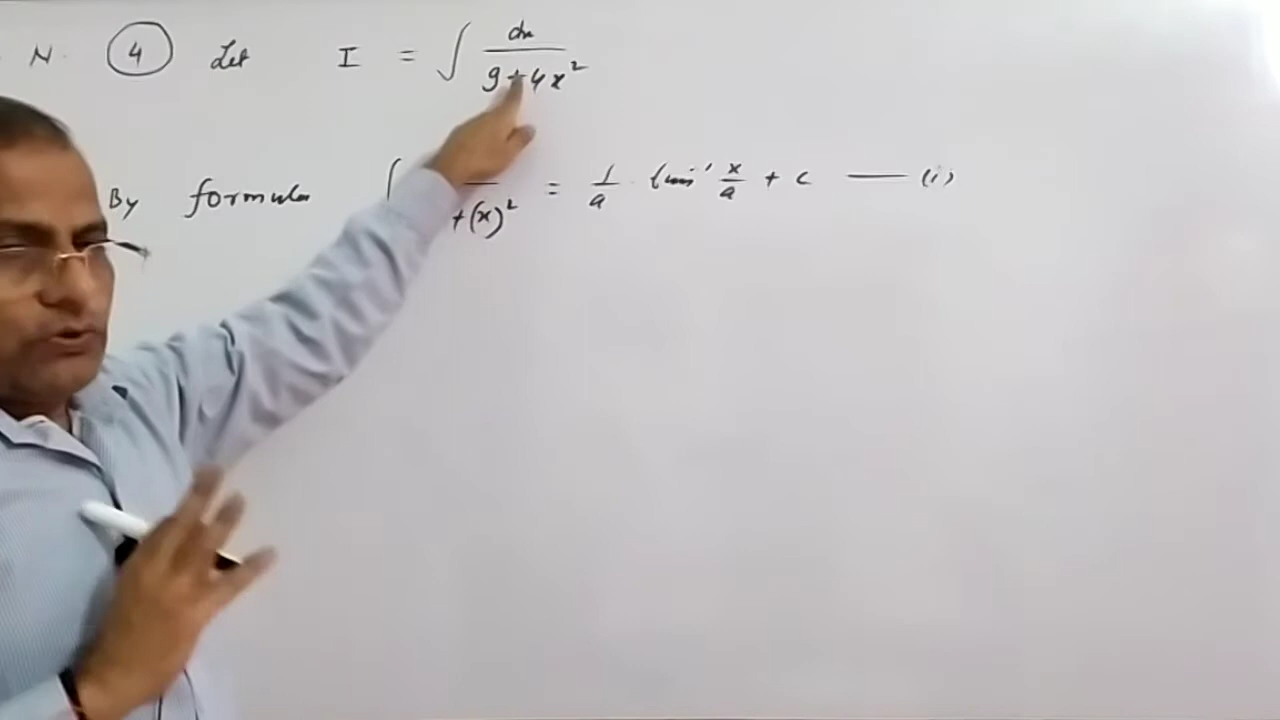 N. 4 Let I = ∫ dx / 9+4x²
By formula ∫ +(x)² = 1/a · tan⁻¹ x/a + c —— (i)